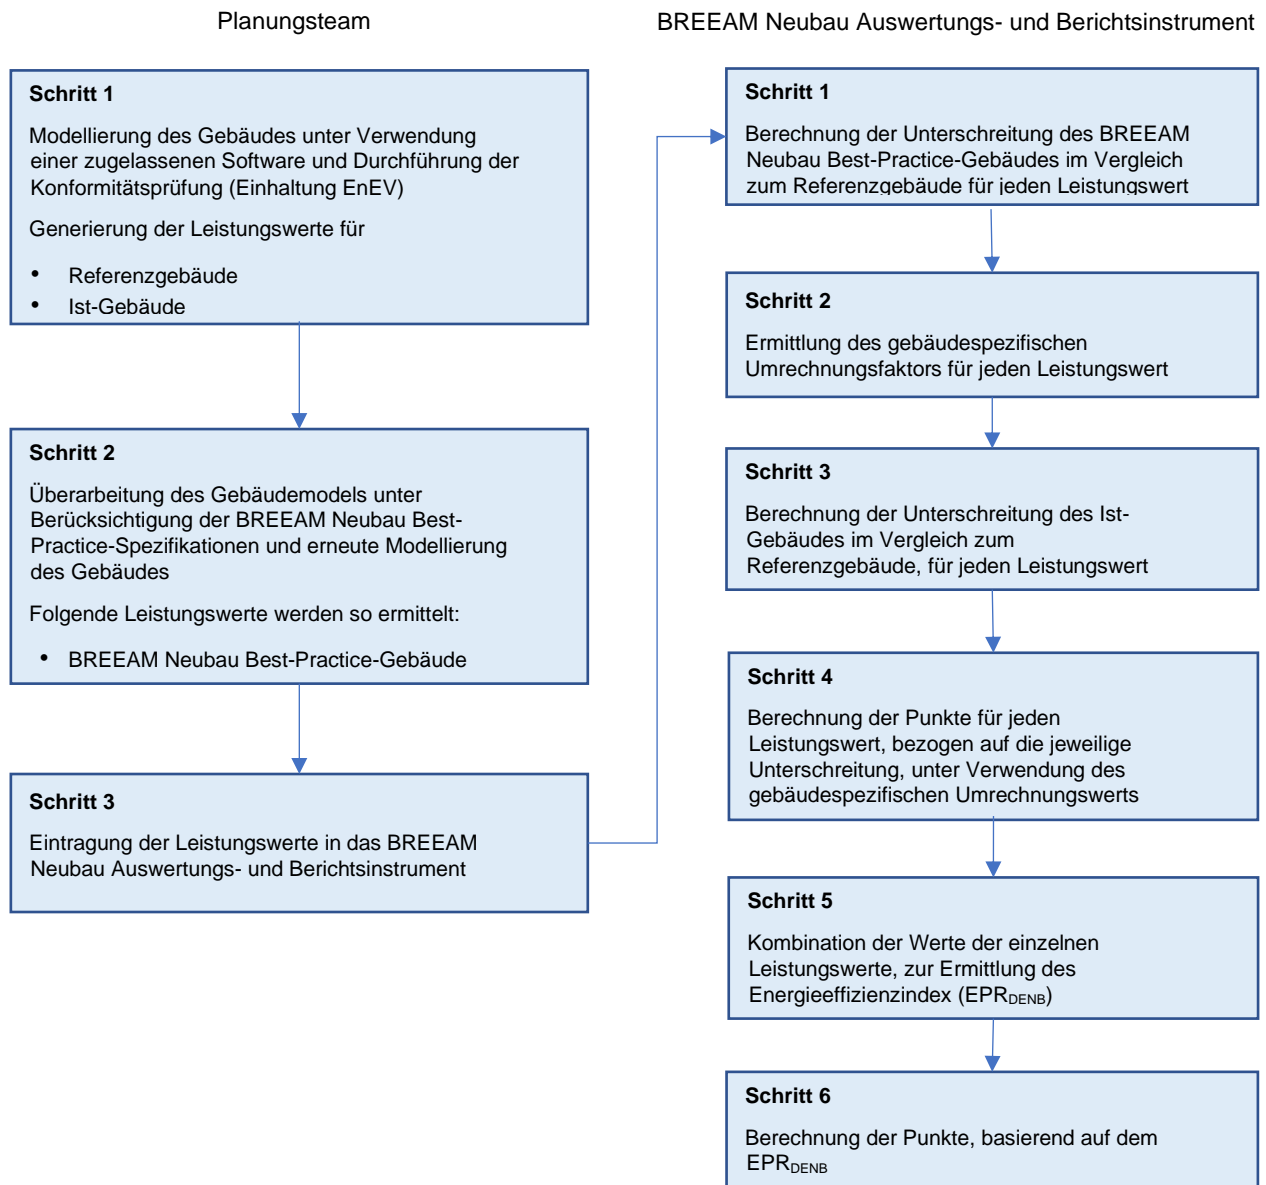 Planungsteam
Schritt 1
Modellierung des Gebäudes unter Verwendung
einer zugelassenen Software und Durchführung der
Konformitätsprüfung (Einhaltung EnEV)
Generierung der Leistungswerte für
• Referenzgebäude
• Ist-Gebäude
Schritt 2
Überarbeitung des Gebäudemodels unter
Berücksichtigung der BREEAM Neubau Best-
Practice-Spezifikationen und erneute Modellierung
des Gebäudes
Folgende Leistungswerte werden so ermittelt:
• BREEAM Neubau Best-Practice-Gebäude
Schritt 3
Eintragung der Leistungswerte in das BREEAM
Neubau Auswertungs- und Berichtsinstrument
BREEAM Neubau Auswertungs- und Berichtsinstrument
Schritt 1
Berechnung der Unterschreitung des BREEAM
Neubau Best-Practice-Gebäudes im Vergleich
zum Referenzgebäude für jeden Leistungswert
Schritt 2
Ermittlung des gebäudespezifischen
Umrechnungsfaktors für jeden Leistungswert
Schritt 3
Berechnung der Unterschreitung des Ist-
Gebäudes im Vergleich zum
Referenzgebäude, für jeden Leistungswert
Schritt 4
Berechnung der Punkte für jeden
Leistungswert, bezogen auf die jeweilige
Unterschreitung, unter Verwendung des
gebäudespezifischen Umrechnungswerts
Schritt 5
Kombination der Werte der einzelnen
Leistungswerte, zur Ermittlung des
Energieeffizienzindex (EPRDENB)
Schritt 6
Berechnung der Punkte, basierend auf dem
EPRDENB